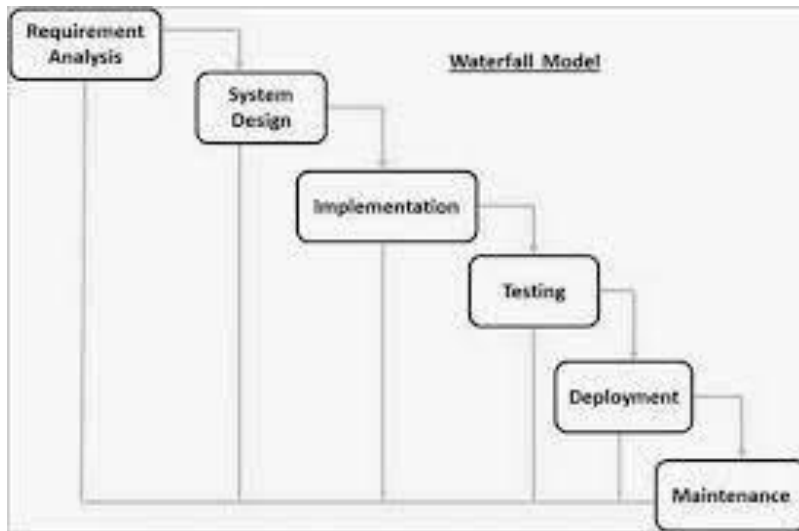 Requirement
Analysis
Waterfall Model
System
Design
Implementation
Testing
Deployment
Maintenance